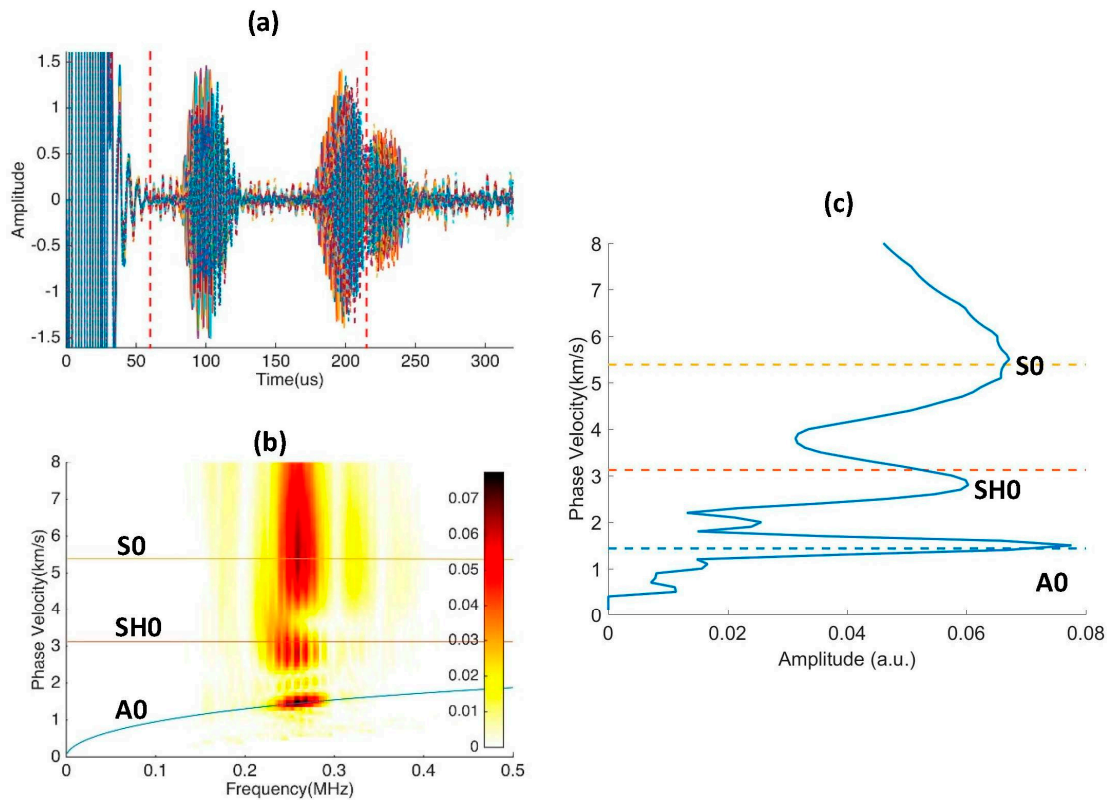 (a)
1.5
1
0.5
0
-0.5
-1
-1.5
Amplitude
0 50 100 150 200 250 300
Time(us)
(b)
8
7
6
5
4
3
2
1
0
Phase Velocity(km/s)
S0
SH0
A0
0.07
0.06
0.05
0.04
0.03
0.02
0.01
0
0 0.1 0.2 0.3 0.4 0.5
Frequency(MHz)
(c)
8
7
6
5
4
3
2
1
0
Phase Velocity(km/s)
S0
SH0
A0
0 0.02 0.04 0.06 0.08
Amplitude (a.u.)